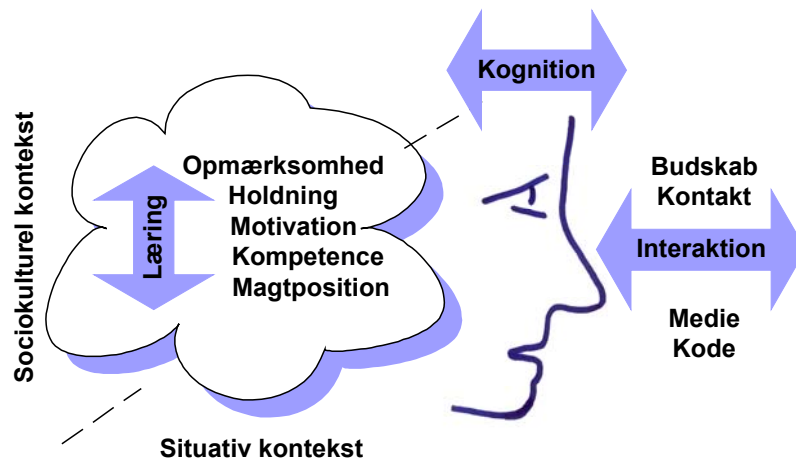 Kognition
Sociokulturel kontekst
Læring
Opmærksomhed
Holdning
Motivation
Kompetence
Magtposition
Budskab
Kontakt
Interaktion
Medie
Kode
Situativ kontekst